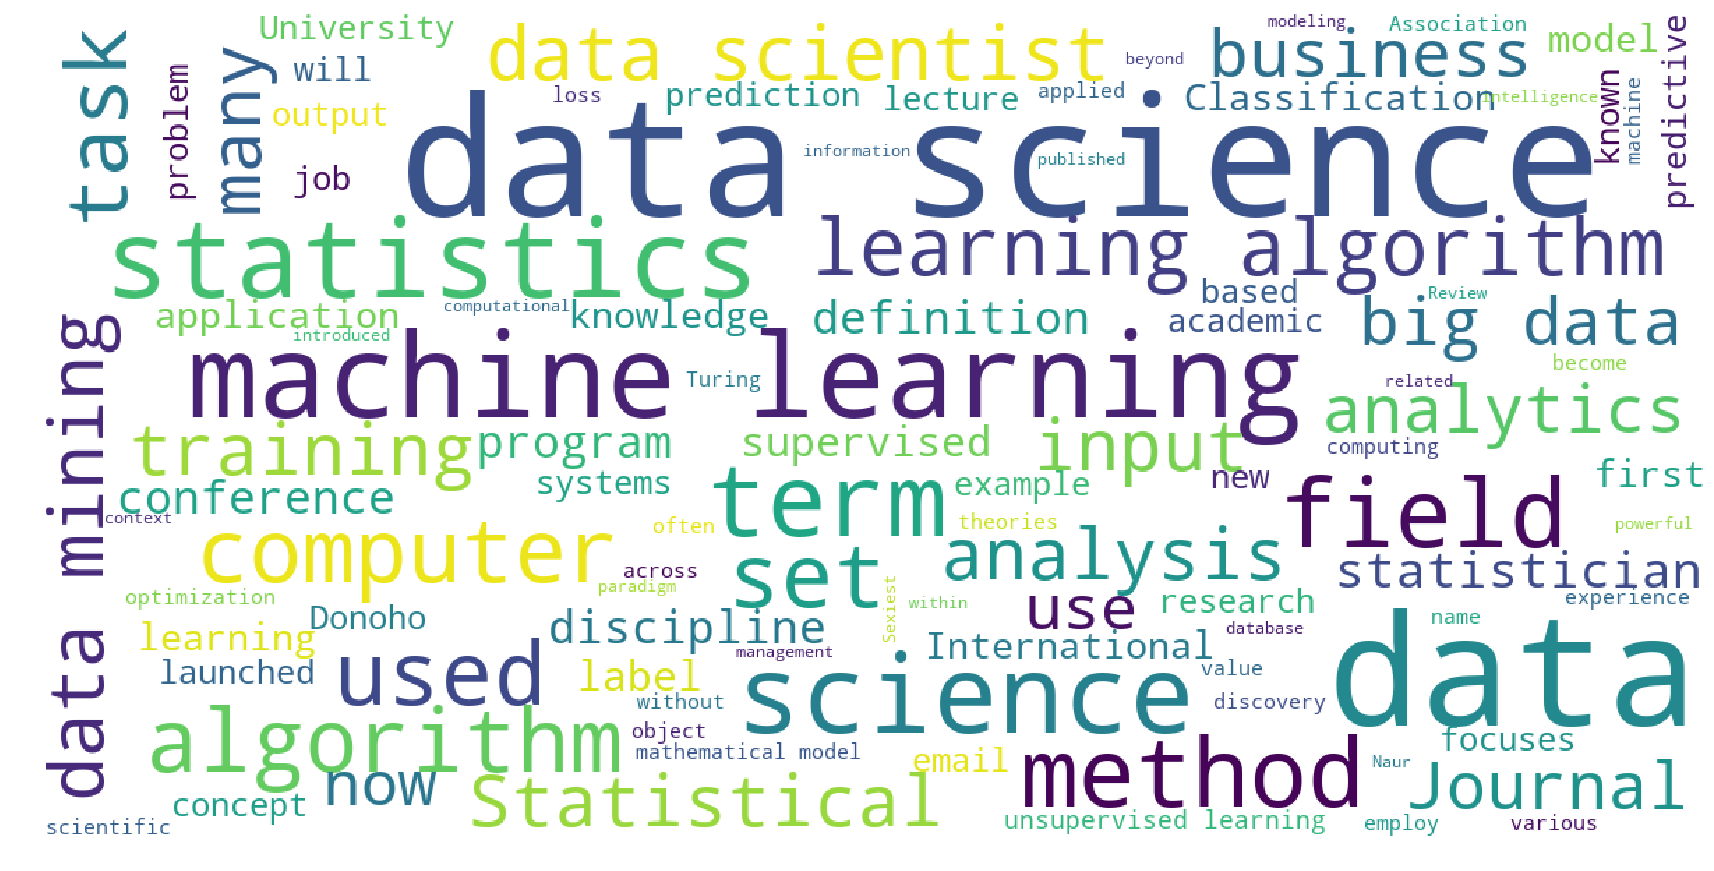 University
data scientist
modeling
Association
business
model
task
many
will
problem
beyond
predictive
known
machine
output
loss
prediction
lecture
applied
Classification
intelligence
data science
information
published
job
statistics
learning algorithm
application
computational
introduced
knowledge
definition
based
academic
Review
big data
data mining
machine learning
Turing
related
become
analytics
training
program
supervised
input
computing
conference
systems
term
example
new
field
first
context
computer
often
theories
powerful
set
analysis
statistician
across
paradigm
optimization
Sexiest
within
use
research
experience
Donoho
discipline
database
name
learning
management
International
data
launched
used
label
science
value
without
discovery
algorithm
object
mathematical model
email
method
focuses
Naur
now
Statistical
Journal
concept
scientific
unsupervised learning
employ
various